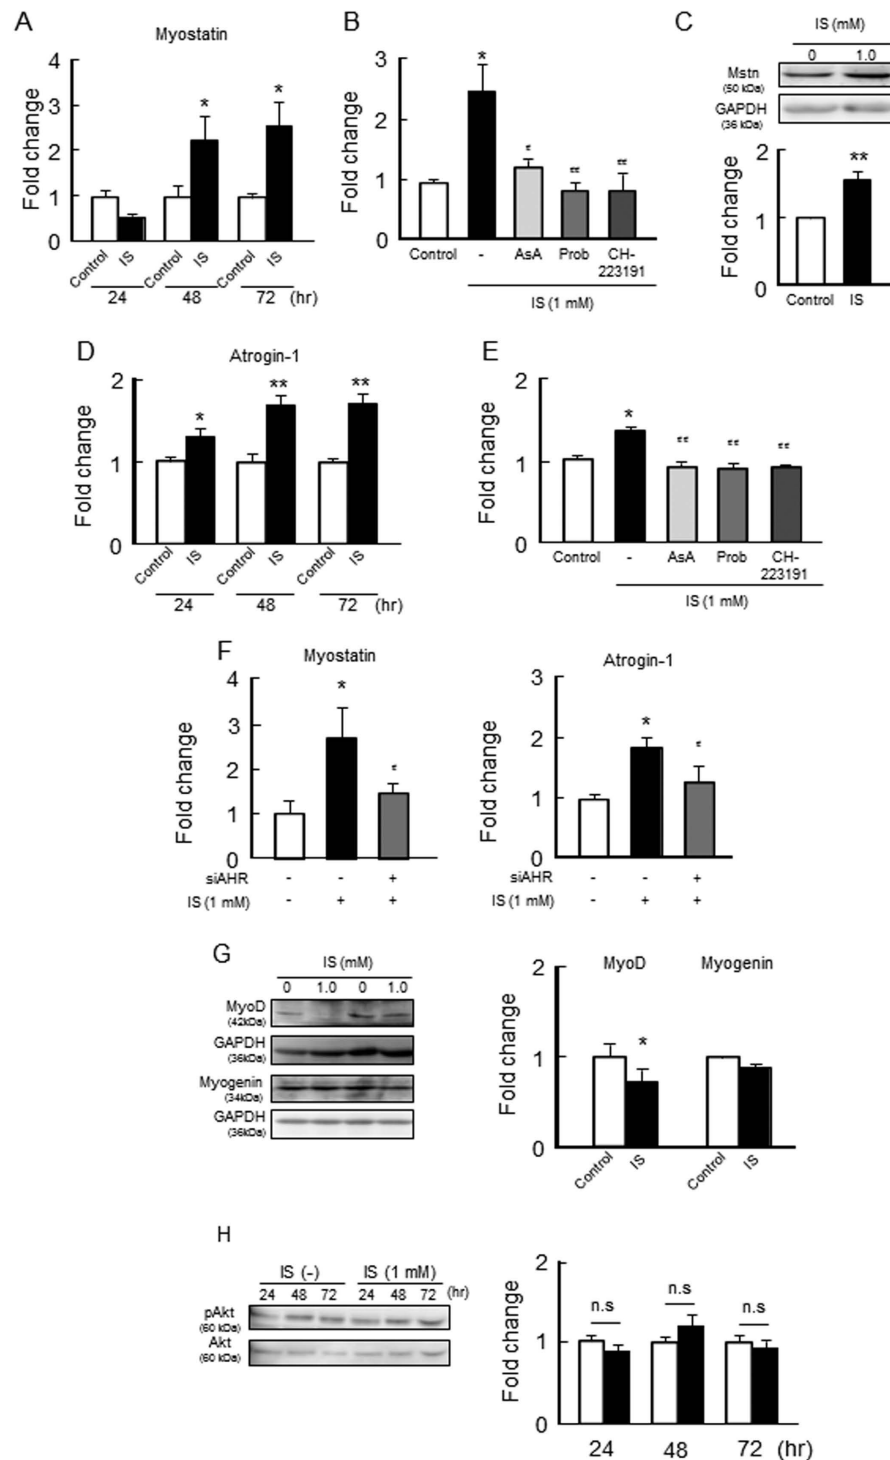 A
Myostatin
Fold change
4
3
2
1
0
*
*
Control
IS
Control
IS
Control
IS
24
48
72
(hr)
B
Fold change
3
2
1
0
*
Control
-
AsA
Prob
CH-
223191
IS (1 mM)
C
IS (mM)
0
1.0
Mstn
(50 kDa)
GAPDH
(36 kDa)
Fold change
2
1
0
**
Control
IS
D
Atrogin-1
Fold change
2
1
0
*
**
**
Control
IS
Control
IS
Control
IS
24
48
72
(hr)
E
Fold change
2
1
0
*
Control
-
AsA
Prob
CH-
223191
IS (1 mM)
F
Myostatin
Fold change
4
3
2
1
0
*
siAHR
-
-
+
IS (1 mM)
-
+
+
Atrogin-1
Fold change
3
2
1
0
*
siAHR
-
-
+
IS (1 mM)
-
+
+
G
IS (mM)
0
1.0
0
1.0
MyoD
(42kDa)
GAPDH
(36kDa)
Myogenin
(34kDa)
GAPDH
(36kDa)
Fold change
2
1
0
MyoD
Myogenin
*
Control
IS
Control
IS
H
IS (-)
IS (1 mM)
24
48
72
24
48
72
(hr)
pAkt
(60 kDa)
Akt
(60 kDa)
Fold change
2
1
0
n.s
n.s
n.s
24
48
72
(hr)